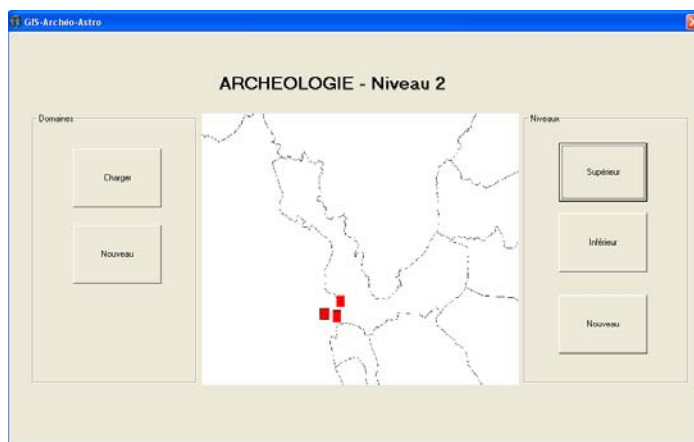 GIS-Archéo-Astro
ARCHEOLOGIE - Niveau 2
Domaines
Charger
Nouveau
Niveaux
Supérieur
Inférieur
Nouveau